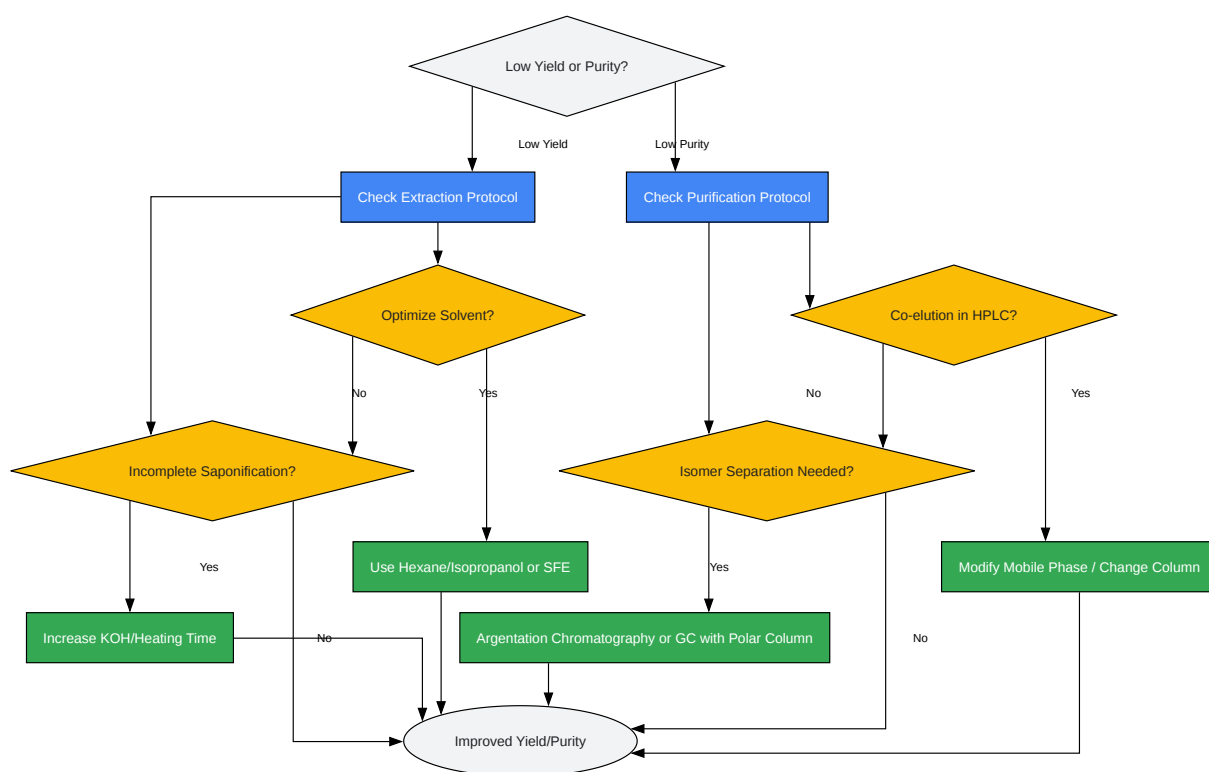 Low Yield or Purity?
Low Yield
Low Purity
Check Extraction Protocol
Check Purification Protocol
Optimize Solvent?
Co-elution in HPLC?
No
Yes
No
Yes
Incomplete Saponification?
Isomer Separation Needed?
Yes
Use Hexane/Isopropanol or SFE
Yes
Modify Mobile Phase / Change Column
Increase KOH/Heating Time
No
Argentation Chromatography or GC with Polar Column
No
Improved Yield/Purity